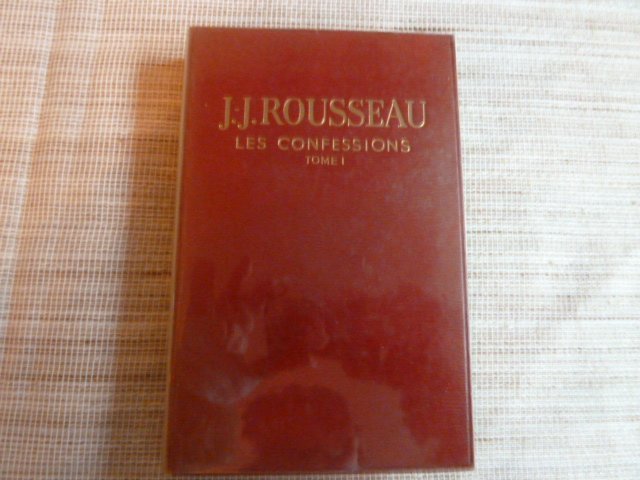 J.J. ROUSSEAU
LES CONFESSIONS
TOME I